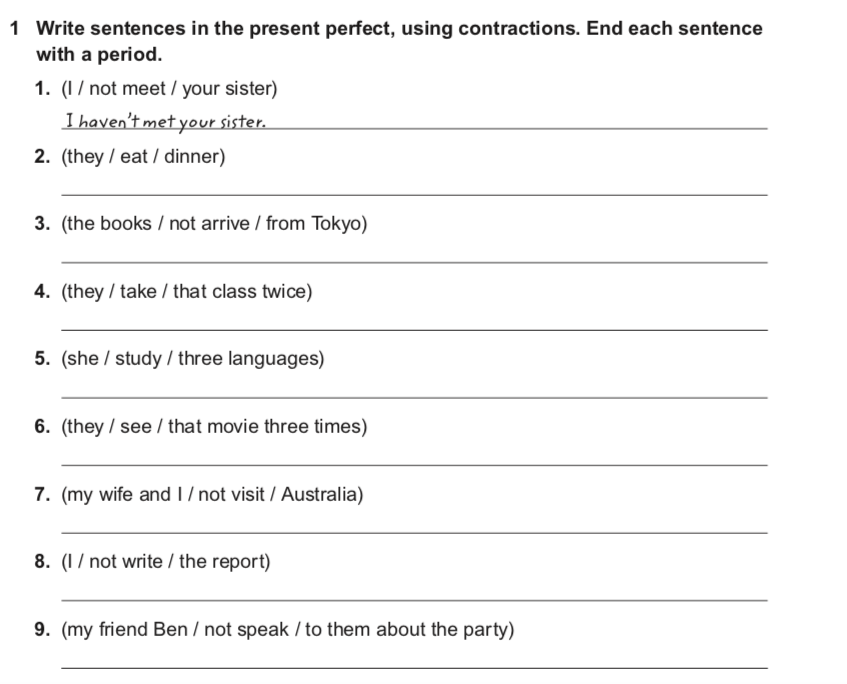 1 Write sentences in the present perfect, using contractions. End each sentence
with a period.
1. (I / not meet / your sister)
I haven't met your sister.
2. (they / eat / dinner)
3. (the books / not arrive / from Tokyo)
4. (they / take / that class twice)
5. (she / study / three languages)
6. (they / see / that movie three times)
7. (my wife and I / not visit / Australia)
8. (I / not write / the report)
9. (my friend Ben / not speak / to them about the party)